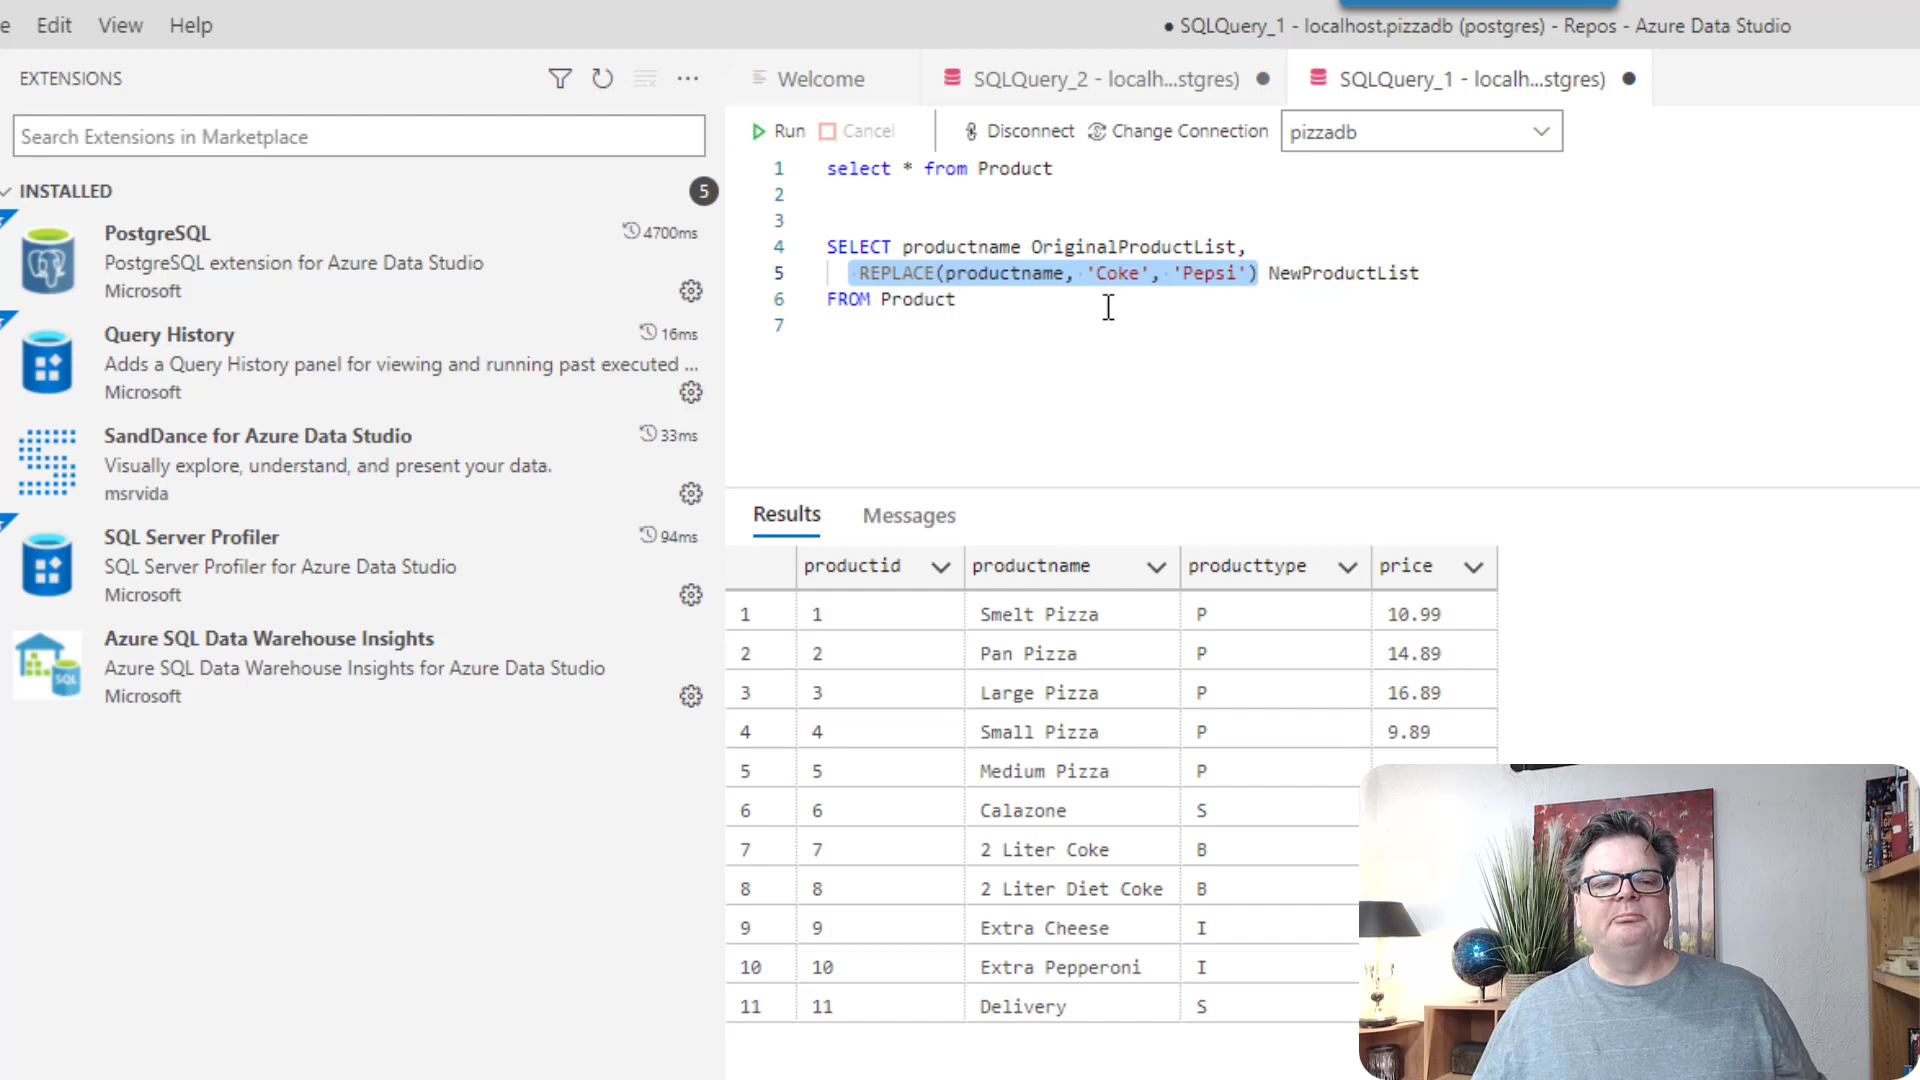 e Edit View Help
● SQLQuery_1 - localhost.pizzadb (postgres) - Repos - Azure Data Studio
EXTENSIONS
Search Extensions in Marketplace
INSTALLED 5
PostgreSQL 4700ms
PostgreSQL extension for Azure Data Studio
Microsoft
Query History 16ms
Adds a Query History panel for viewing and running past executed ...
Microsoft
SandDance for Azure Data Studio 33ms
Visually explore, understand, and present your data.
msrvida
SQL Server Profiler 94ms
SQL Server Profiler for Azure Data Studio
Microsoft
Azure SQL Data Warehouse Insights
Azure SQL Data Warehouse Insights for Azure Data Studio
Microsoft
SQL
Welcome SQLQuery_2 - localh...stgres) SQLQuery_1 - localh...stgres)
Run Cancel Disconnect Change Connection pizzadb
1 select * from Product
2
3
4 SELECT productname OriginalProductList,
5 REPLACE(productname, 'Coke', 'Pepsi') NewProductList
6 FROM Product
7
Results Messages
productid productname producttype price
1 1 Smelt Pizza P 10.99
2 2 Pan Pizza P 14.89
3 3 Large Pizza P 16.89
4 4 Small Pizza P 9.89
5 5 Medium Pizza P
6 6 Calazone S
7 7 2 Liter Coke B
8 8 2 Liter Diet Coke B
9 9 Extra Cheese I
10 10 Extra Pepperoni I
11 11 Delivery S